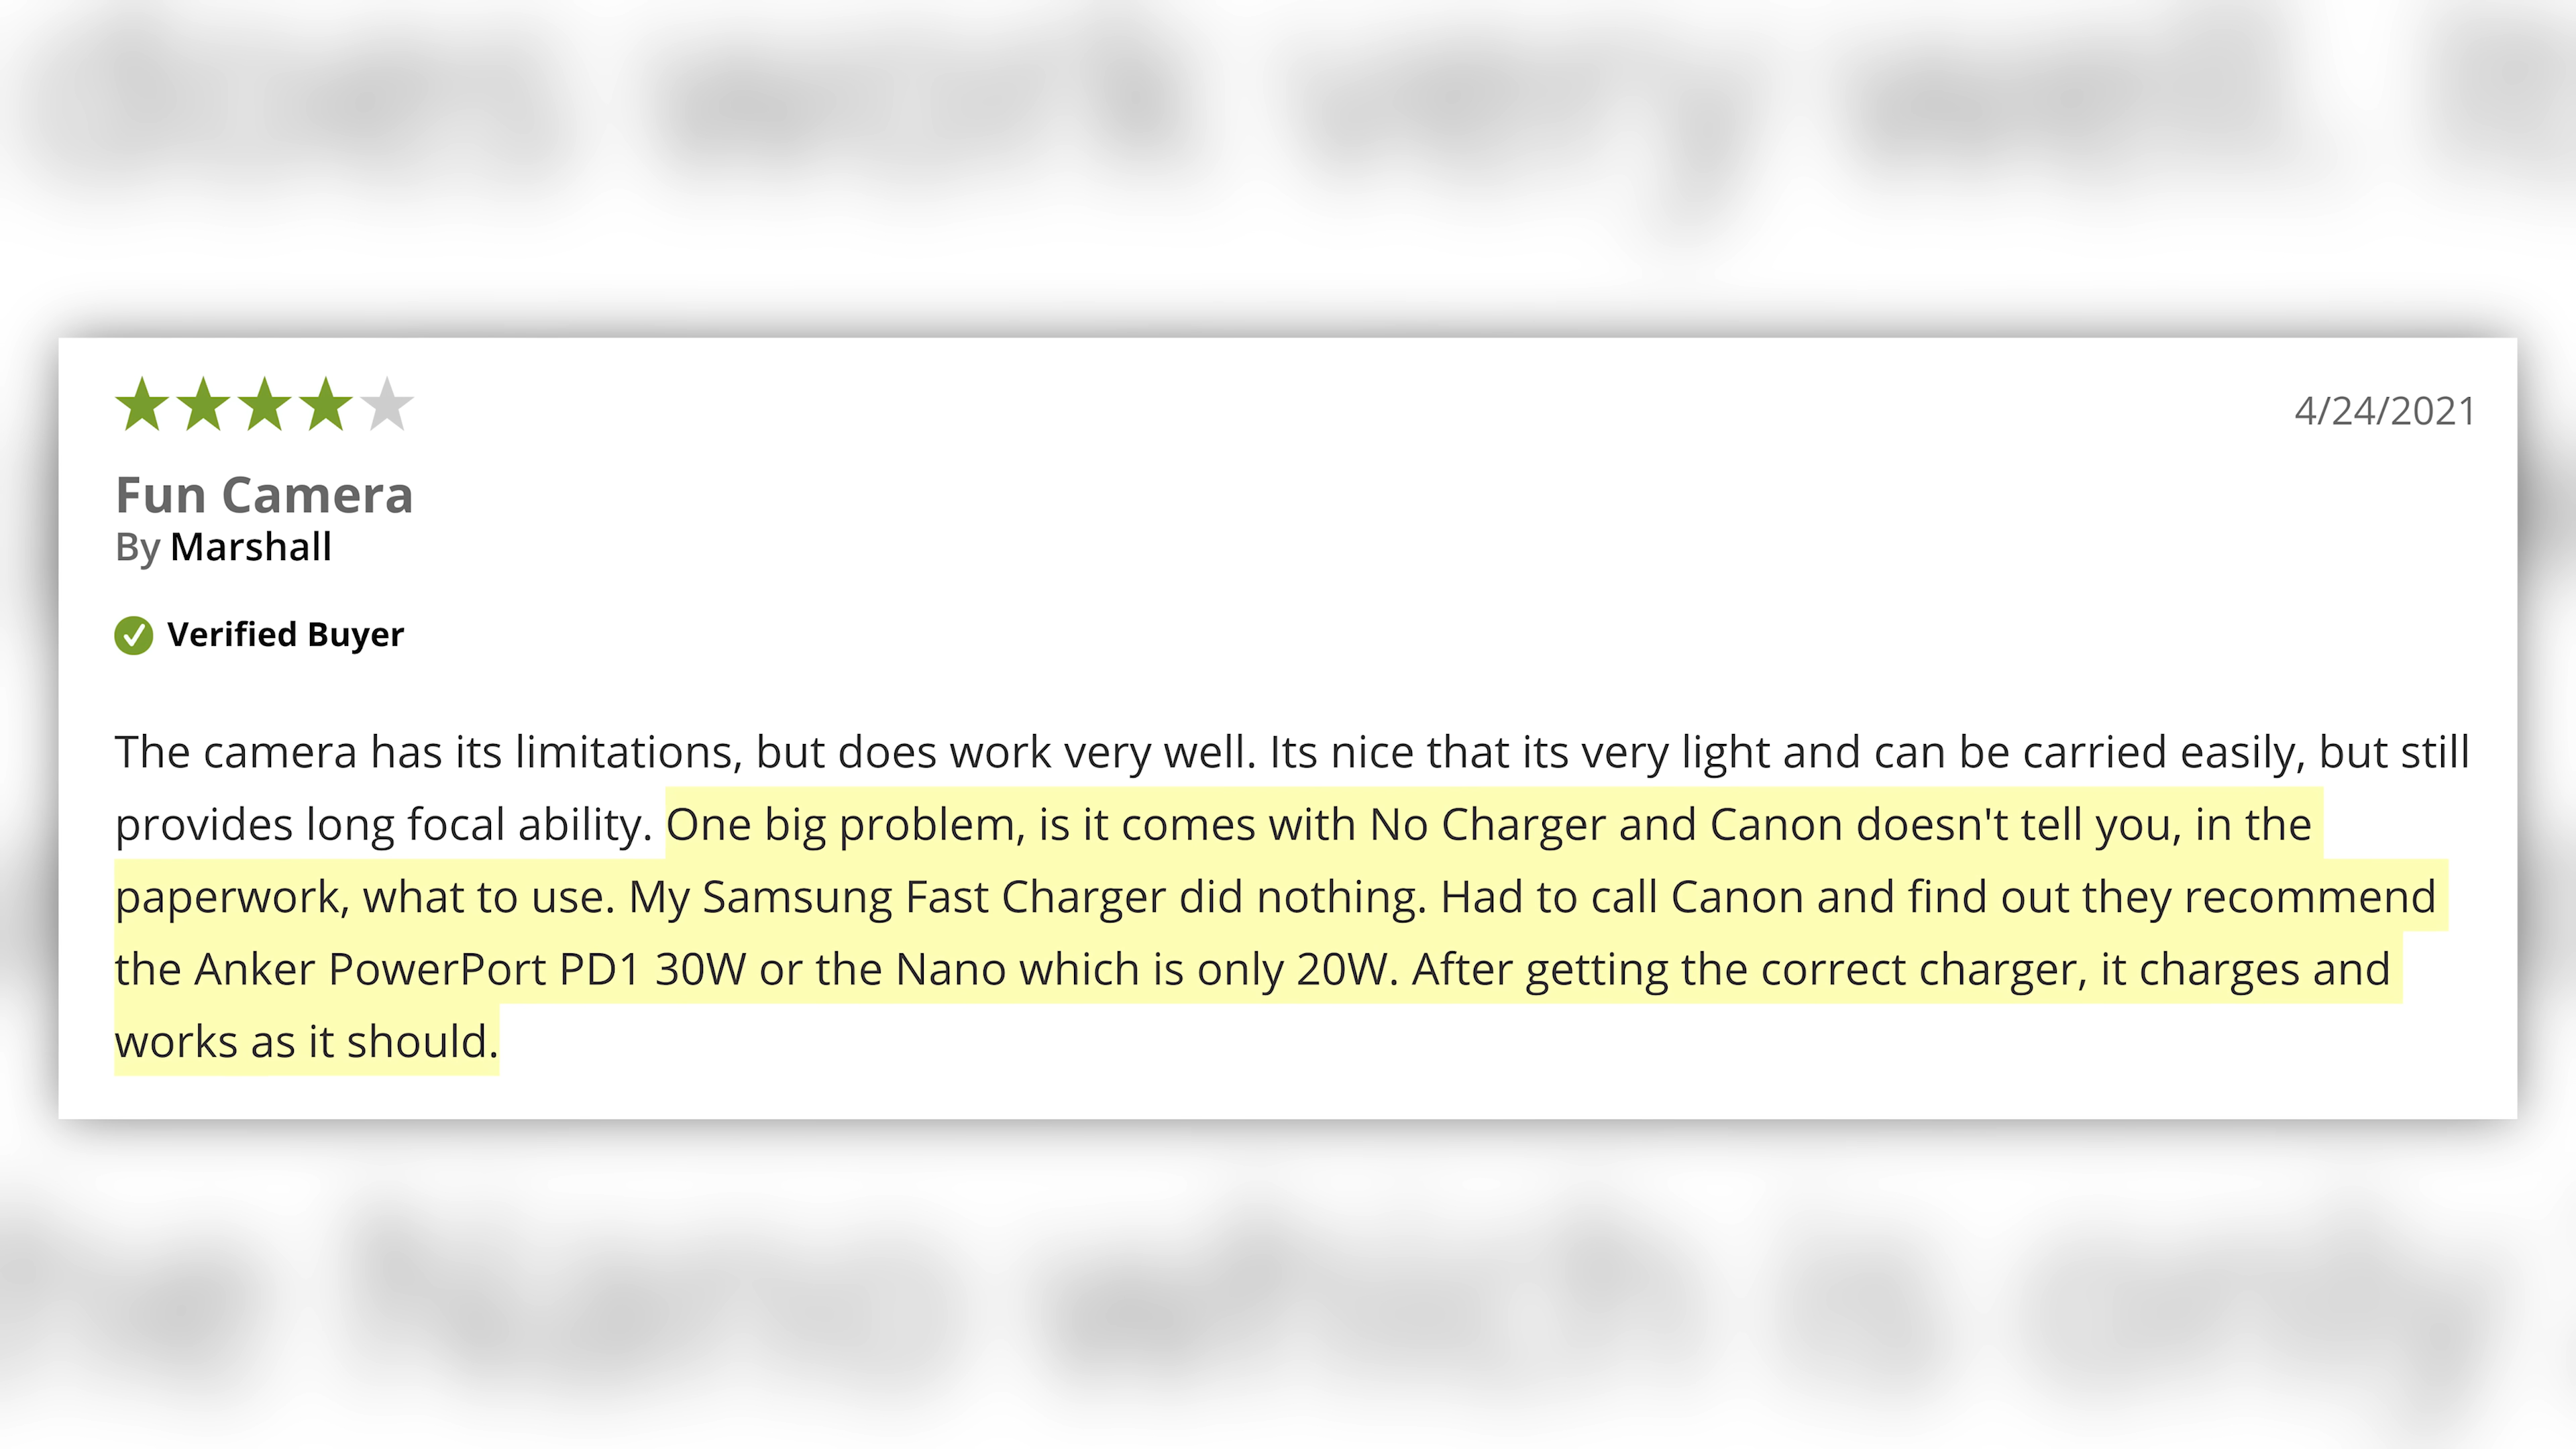 4/24/2021
Fun Camera
By Marshall
Verified Buyer
The camera has its limitations, but does work very well. Its nice that its very light and can be carried easily, but still
provides long focal ability. One big problem, is it comes with No Charger and Canon doesn't tell you, in the
paperwork, what to use. My Samsung Fast Charger did nothing. Had to call Canon and find out they recommend
the Anker PowerPort PD1 30W or the Nano which is only 20W. After getting the correct charger, it charges and
works as it should.